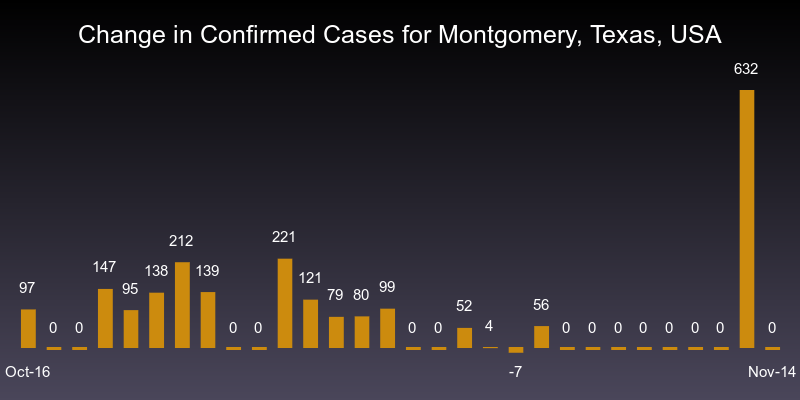 Change in Confirmed Cases for Montgomery, Texas, USA
97 0 0 147 95 138 212 139 0 0 221 121 79 80 99 0 0 52 4 -7 56 0 0 0 0 0 0 0 632 0
Oct-16 Nov-14